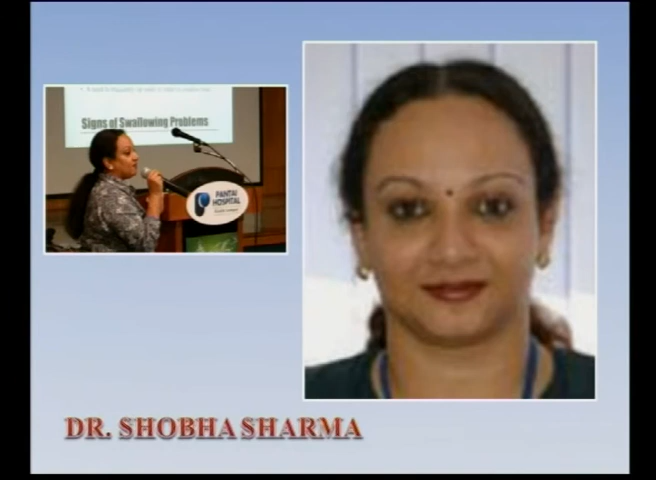 Signs of Swallowing Problems
PANTAI
HOSPITAL
DR. SHOBHA SHARMA